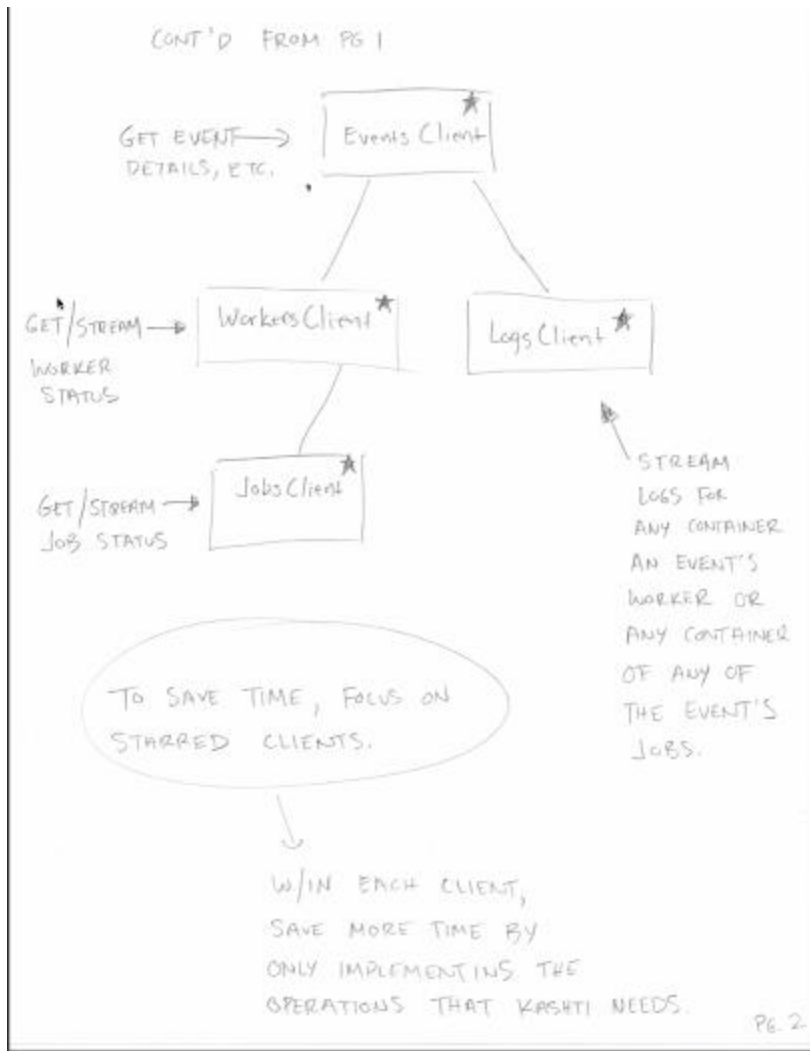 CONT'D FROM PG 1
Events Client
GET EVENT
DETAILS, ETC.
Workers Client
GET/STREAM
WORKER
STATUS
Logs Client
Jobs Client
GET/STREAM
JOB STATUS
STREAM
LOGS FOR
ANY CONTAINER
AN EVENT'S
WORKER OR
ANY CONTAINER
OF ANY OF
THE EVENT'S
JOBS.
TO SAVE TIME, FOCUS ON
STARRED CLIENTS.
W/IN EACH CLIENT,
SAVE MORE TIME BY
ONLY IMPLEMENTING THE
OPERATIONS THAT KASHTI NEEDS.
PG. 2